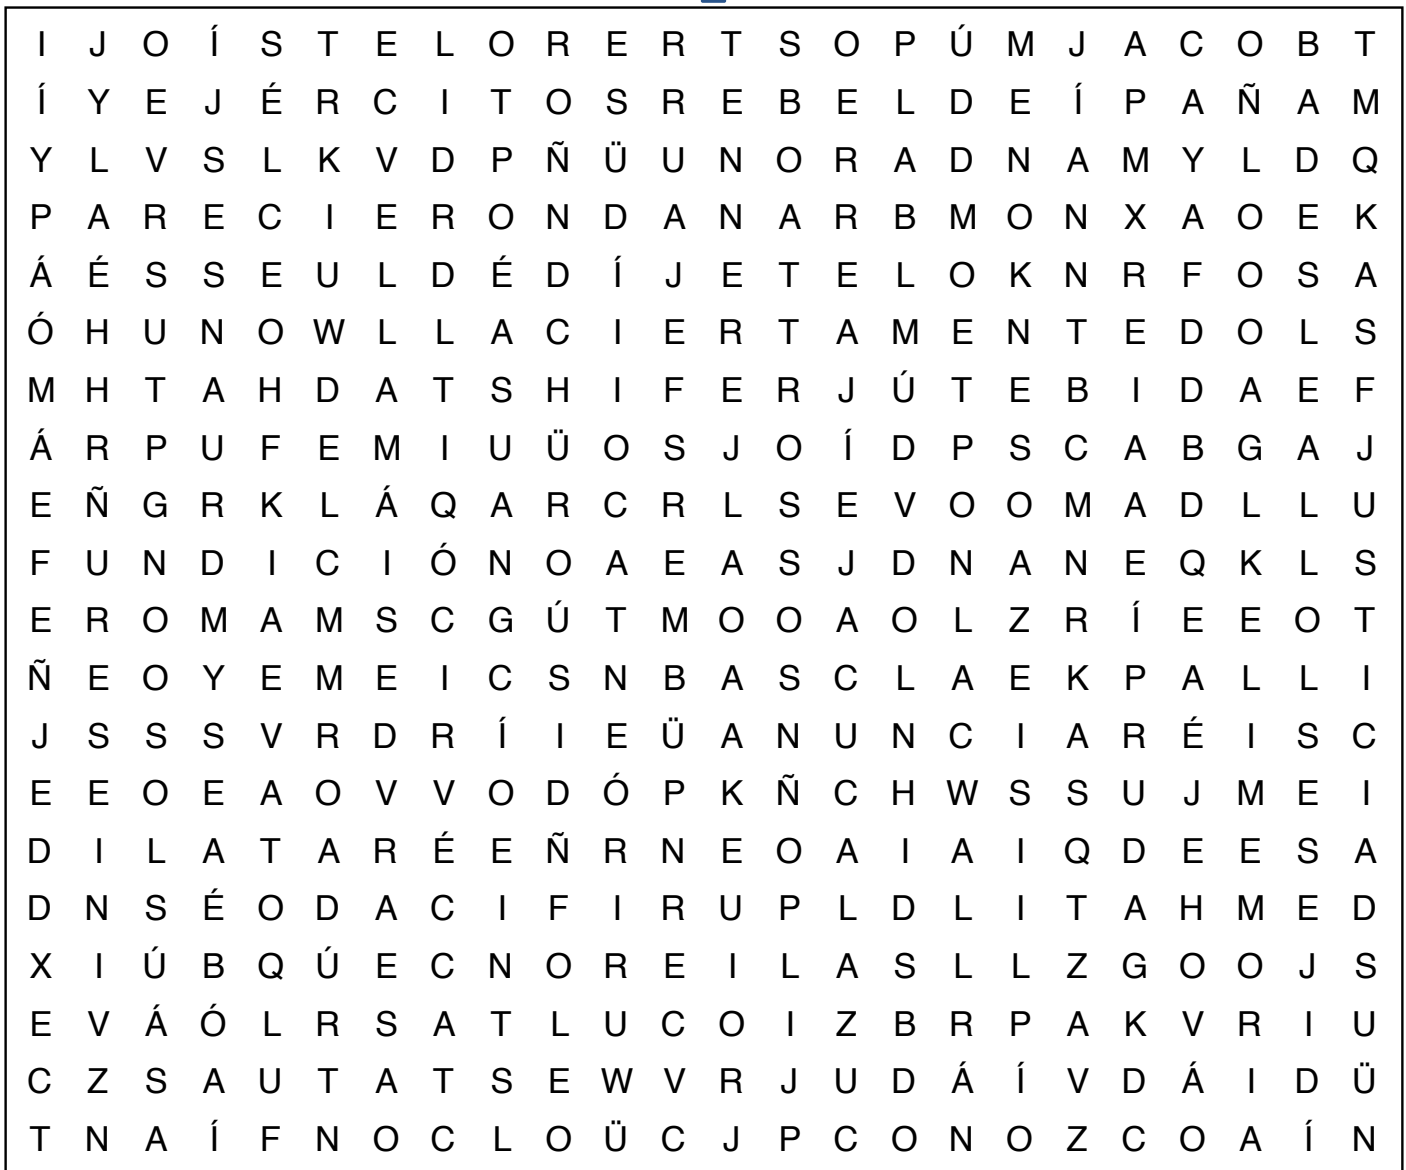 I J O Í S T E L O R E R T S O P Ú M J A C O B T
Í Y E J É R C I T O S R E B E L D E Í P A Ñ A M
Y L V S L K V D P Ñ Ü U N O R A D N A M Y L D Q
P A R E C I E R O N D A N A R B M O N X A O E K
Á É S S E U L D É D Í J E T E L O K N R F O S A
Ó H U N O W L L A C I E R T A M E N T E D O L S
M H T A H D A T S H I F E R J Ú T E B I D A E F
Á R P U F E M I U Ü O S J O Í D P S C A B G A J
E Ñ G R K L Á Q A R C R L S E V O O M A D L L U
F U N D I C I Ó N O A E A S J D N A N E Q K L S
E R O M A M S C G Ú T M O O A O L Z R Í E E O T
Ñ E O Y E M E I C S N B A S C L A E K P A L L I
J S S S V R D R Í I E Ü A N U N C I A R É I S C
E E O E A O V V O D Ó P K Ñ C H W S S U J M E I
D I L A T A R É E Ñ R N E O A I A I Q D E E S A
D N S É O D A C I F I R U P L D L I T A H M E D
X I Ú B Q Ú E C N O R E I L A S L L Z G O O J S
E V Á Ó L R S A T L U C O I Z B R P A K V R I U
C Z S A U T A T S E W V R J U D Á Í V D Á I D Ü
T N A Í F N O C L O Ü C J P C O N O Z C O A Í N